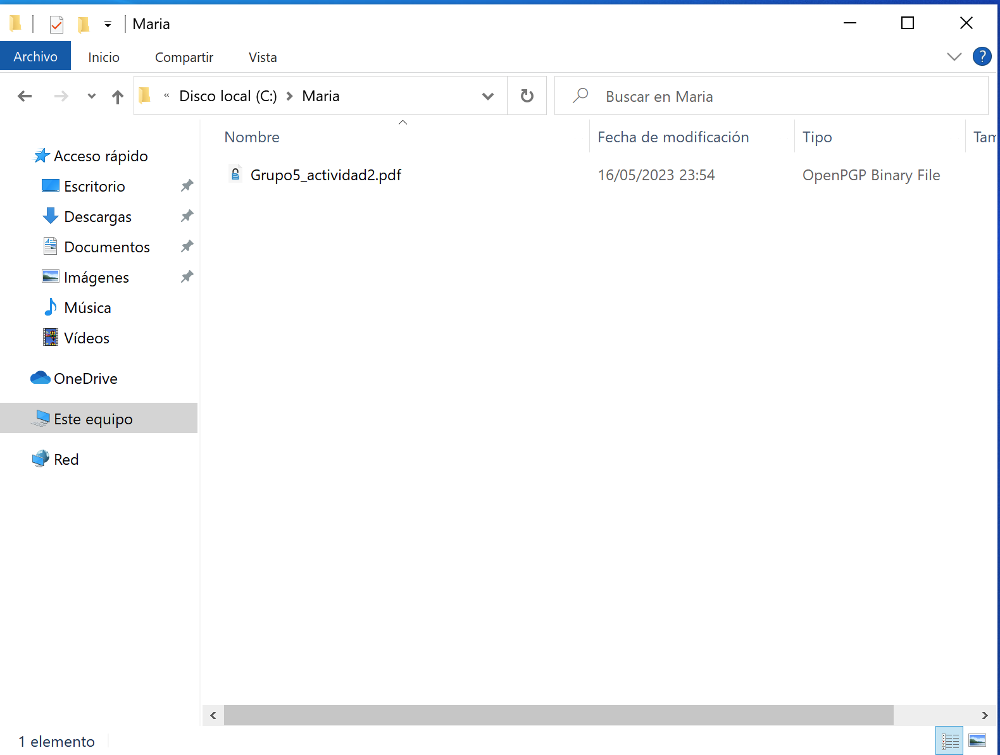 Maria
Archivo Inicio Compartir Vista ?
« Disco local (C:) > Maria
Buscar en Maria
Nombre Fecha de modificación Tipo Tam
Grupo5_actividad2.pdf 16/05/2023 23:54 OpenPGP Binary File
Acceso rápido
Escritorio
Descargas
Documentos
Imágenes
Música
Vídeos
OneDrive
Este equipo
Red
1 elemento